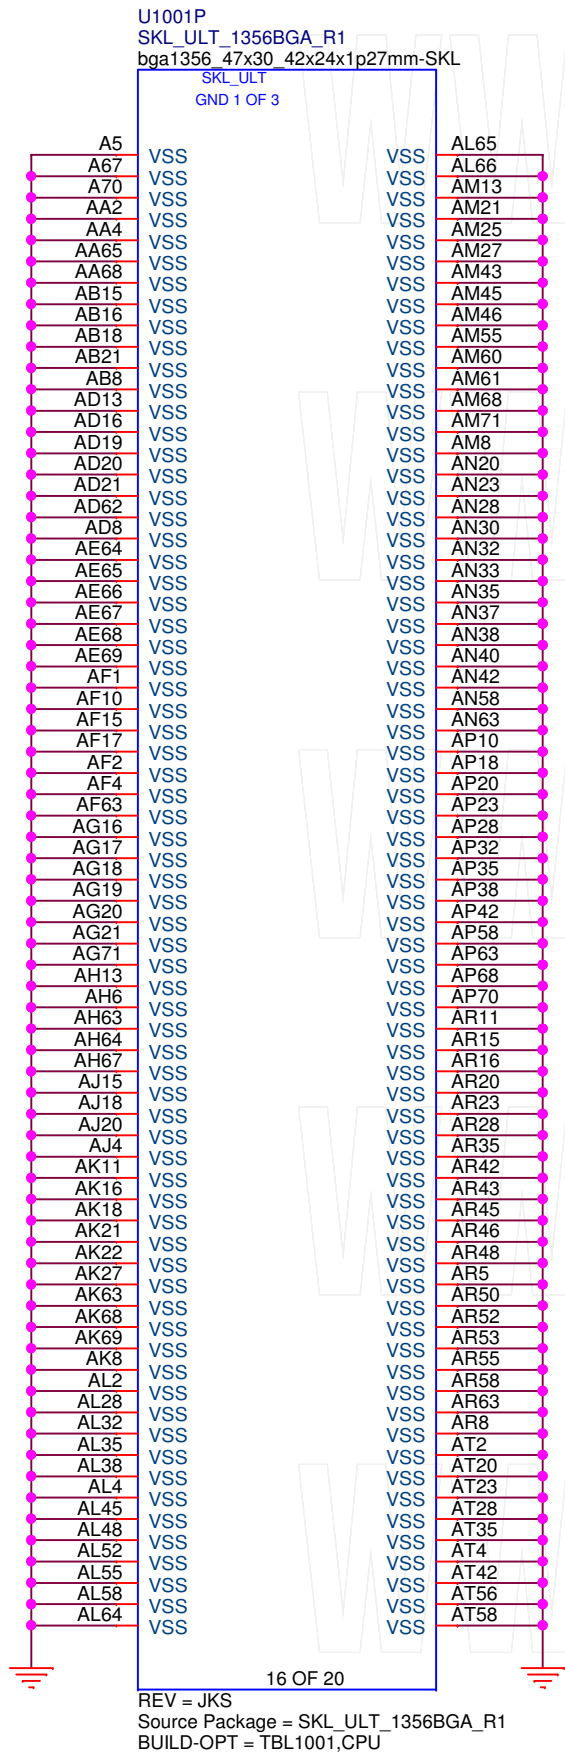 U1001P
SKL_ULT_1356BGA_R1
bga1356_47x30_42x24x1p27mm-SKL
SKL_ULT
GND 1 OF 3
A5 VSS VSS AL65
A67 VSS VSS AL66
A70 VSS VSS AM13
AA2 VSS VSS AM21
AA4 VSS VSS AM25
AA65 VSS VSS AM27
AA68 VSS VSS AM43
AB15 VSS VSS AM45
AB16 VSS VSS AM46
AB18 VSS VSS AM55
AB21 VSS VSS AM60
AB8 VSS VSS AM61
AD13 VSS VSS AM68
AD16 VSS VSS AM71
AD19 VSS VSS AM8
AD20 VSS VSS AN20
AD21 VSS VSS AN23
AD62 VSS VSS AN28
AD8 VSS VSS AN30
AE64 VSS VSS AN32
AE65 VSS VSS AN33
AE66 VSS VSS AN35
AE67 VSS VSS AN37
AE68 VSS VSS AN38
AE69 VSS VSS AN40
AF1 VSS VSS AN42
AF10 VSS VSS AN58
AF15 VSS VSS AN63
AF17 VSS VSS AP10
AF2 VSS VSS AP18
AF4 VSS VSS AP20
AF63 VSS VSS AP23
AG16 VSS VSS AP28
AG17 VSS VSS AP32
AG18 VSS VSS AP35
AG19 VSS VSS AP38
AG20 VSS VSS AP42
AG21 VSS VSS AP58
AG71 VSS VSS AP63
AH13 VSS VSS AP68
AH6 VSS VSS AP70
AH63 VSS VSS AR11
AH64 VSS VSS AR15
AH67 VSS VSS AR16
AJ15 VSS VSS AR20
AJ18 VSS VSS AR23
AJ20 VSS VSS AR28
AJ4 VSS VSS AR35
AK11 VSS VSS AR42
AK16 VSS VSS AR43
AK18 VSS VSS AR45
AK21 VSS VSS AR46
AK22 VSS VSS AR48
AK27 VSS VSS AR5
AK63 VSS VSS AR50
AK68 VSS VSS AR52
AK69 VSS VSS AR53
AK8 VSS VSS AR55
AL2 VSS VSS AR58
AL28 VSS VSS AR63
AL32 VSS VSS AR8
AL35 VSS VSS AT2
AL38 VSS VSS AT20
AL4 VSS VSS AT23
AL45 VSS VSS AT28
AL48 VSS VSS AT35
AL52 VSS VSS AT4
AL55 VSS VSS AT42
AL58 VSS VSS AT56
AL64 VSS VSS AT58
16 OF 20
REV = JKS
Source Package = SKL_ULT_1356BGA_R1
BUILD-OPT = TBL1001,CPU